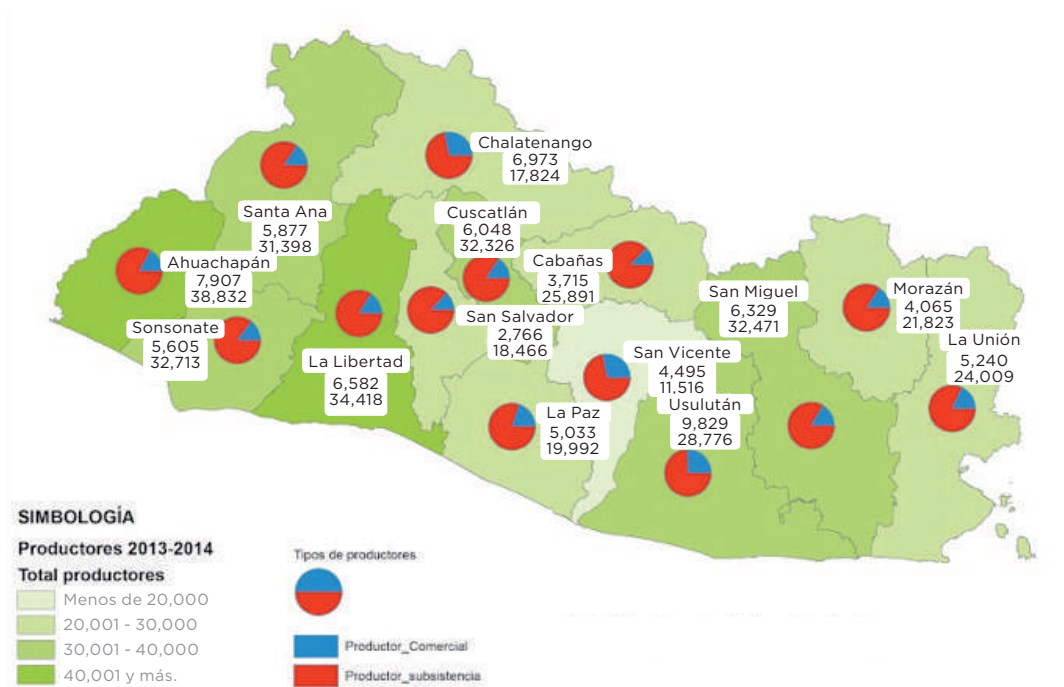 Chalatenango
6,973
17,824
Santa Ana
5,877
31,398
Cuscatlán
6,048
32,326
Ahuachapán
7,907
38,832
Cabañas
3,715
25,891
San Miguel
6,329
32,471
Morazán
4,065
21,823
Sonsonate
5,605
32,713
La Libertad
6,582
34,418
San Salvador
2,766
18,466
San Vicente
4,495
11,516
La Unión
5,240
24,009
La Paz
5,033
19,992
Usulután
9,829
28,776
SIMBOLOGÍA
Productores 2013-2014
Total productores
Menos de 20,000
20,001 - 30,000
30,001 - 40,000
40,001 y más.
Tipos de productores
Productor_Comercial
Productor_subsistencia